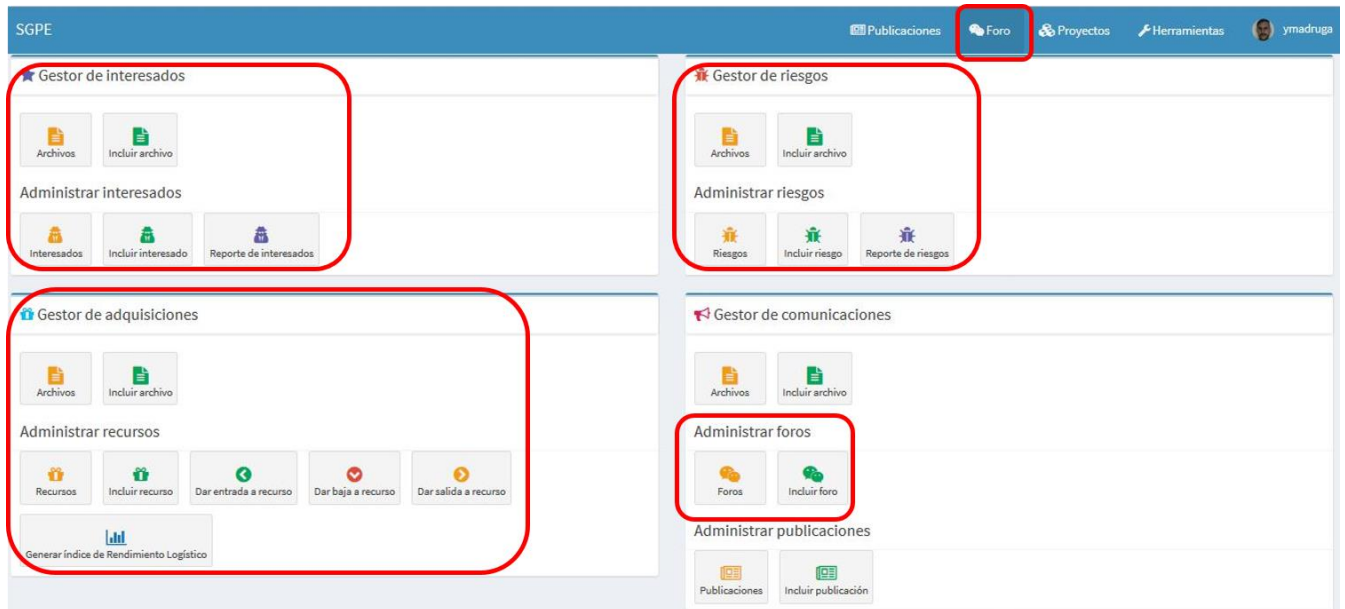 SGPE
Publicaciones Foro Proyectos Herramientas ymadruga
Gestor de interesados
Archivos Incluir archivo
Administrar interesados
Interesados Incluir interesado Reporte de interesados
Gestor de riesgos
Archivos Incluir archivo
Administrar riesgos
Riesgos Incluir riesgo Reporte de riesgos
Gestor de adquisiciones
Archivos Incluir archivo
Administrar recursos
Recursos Incluir recurso Dar entrada a recurso Dar baja a recurso Dar salida a recurso
Generar índice de Rendimiento Logístico
Gestor de comunicaciones
Archivos Incluir archivo
Administrar foros
Foros Incluir foro
Administrar publicaciones
Publicaciones Incluir publicación